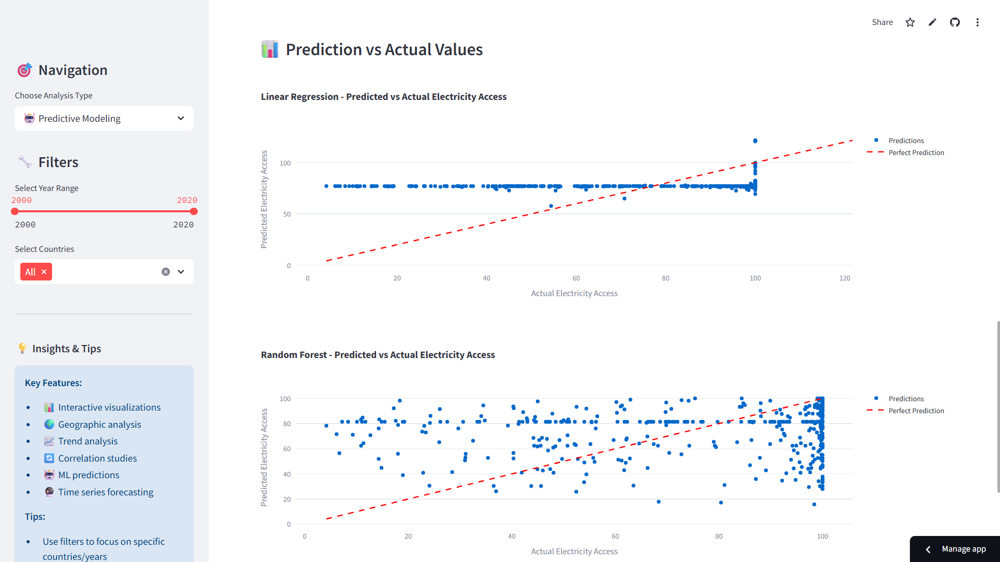 Share
Navigation
Choose Analysis Type
Predictive Modeling
Filters
Select Year Range
2000 2020
2000 2020
Select Countries
All
Insights & Tips
Key Features:
Interactive visualizations
Geographic analysis
Trend analysis
Correlation studies
ML predictions
Time series forecasting
Tips:
Use filters to focus on specific
countries/years
Prediction vs Actual Values
Linear Regression - Predicted vs Actual Electricity Access
Predicted Electricity Access
100
50
0
0 20 40 60 80 100 120
Actual Electricity Access
Predictions
Perfect Prediction
Random Forest - Predicted vs Actual Electricity Access
Predicted Electricity Access
100
80
60
40
20
0
0 20 40 60 80 100
Actual Electricity Access
Predictions
Perfect Prediction
Manage app